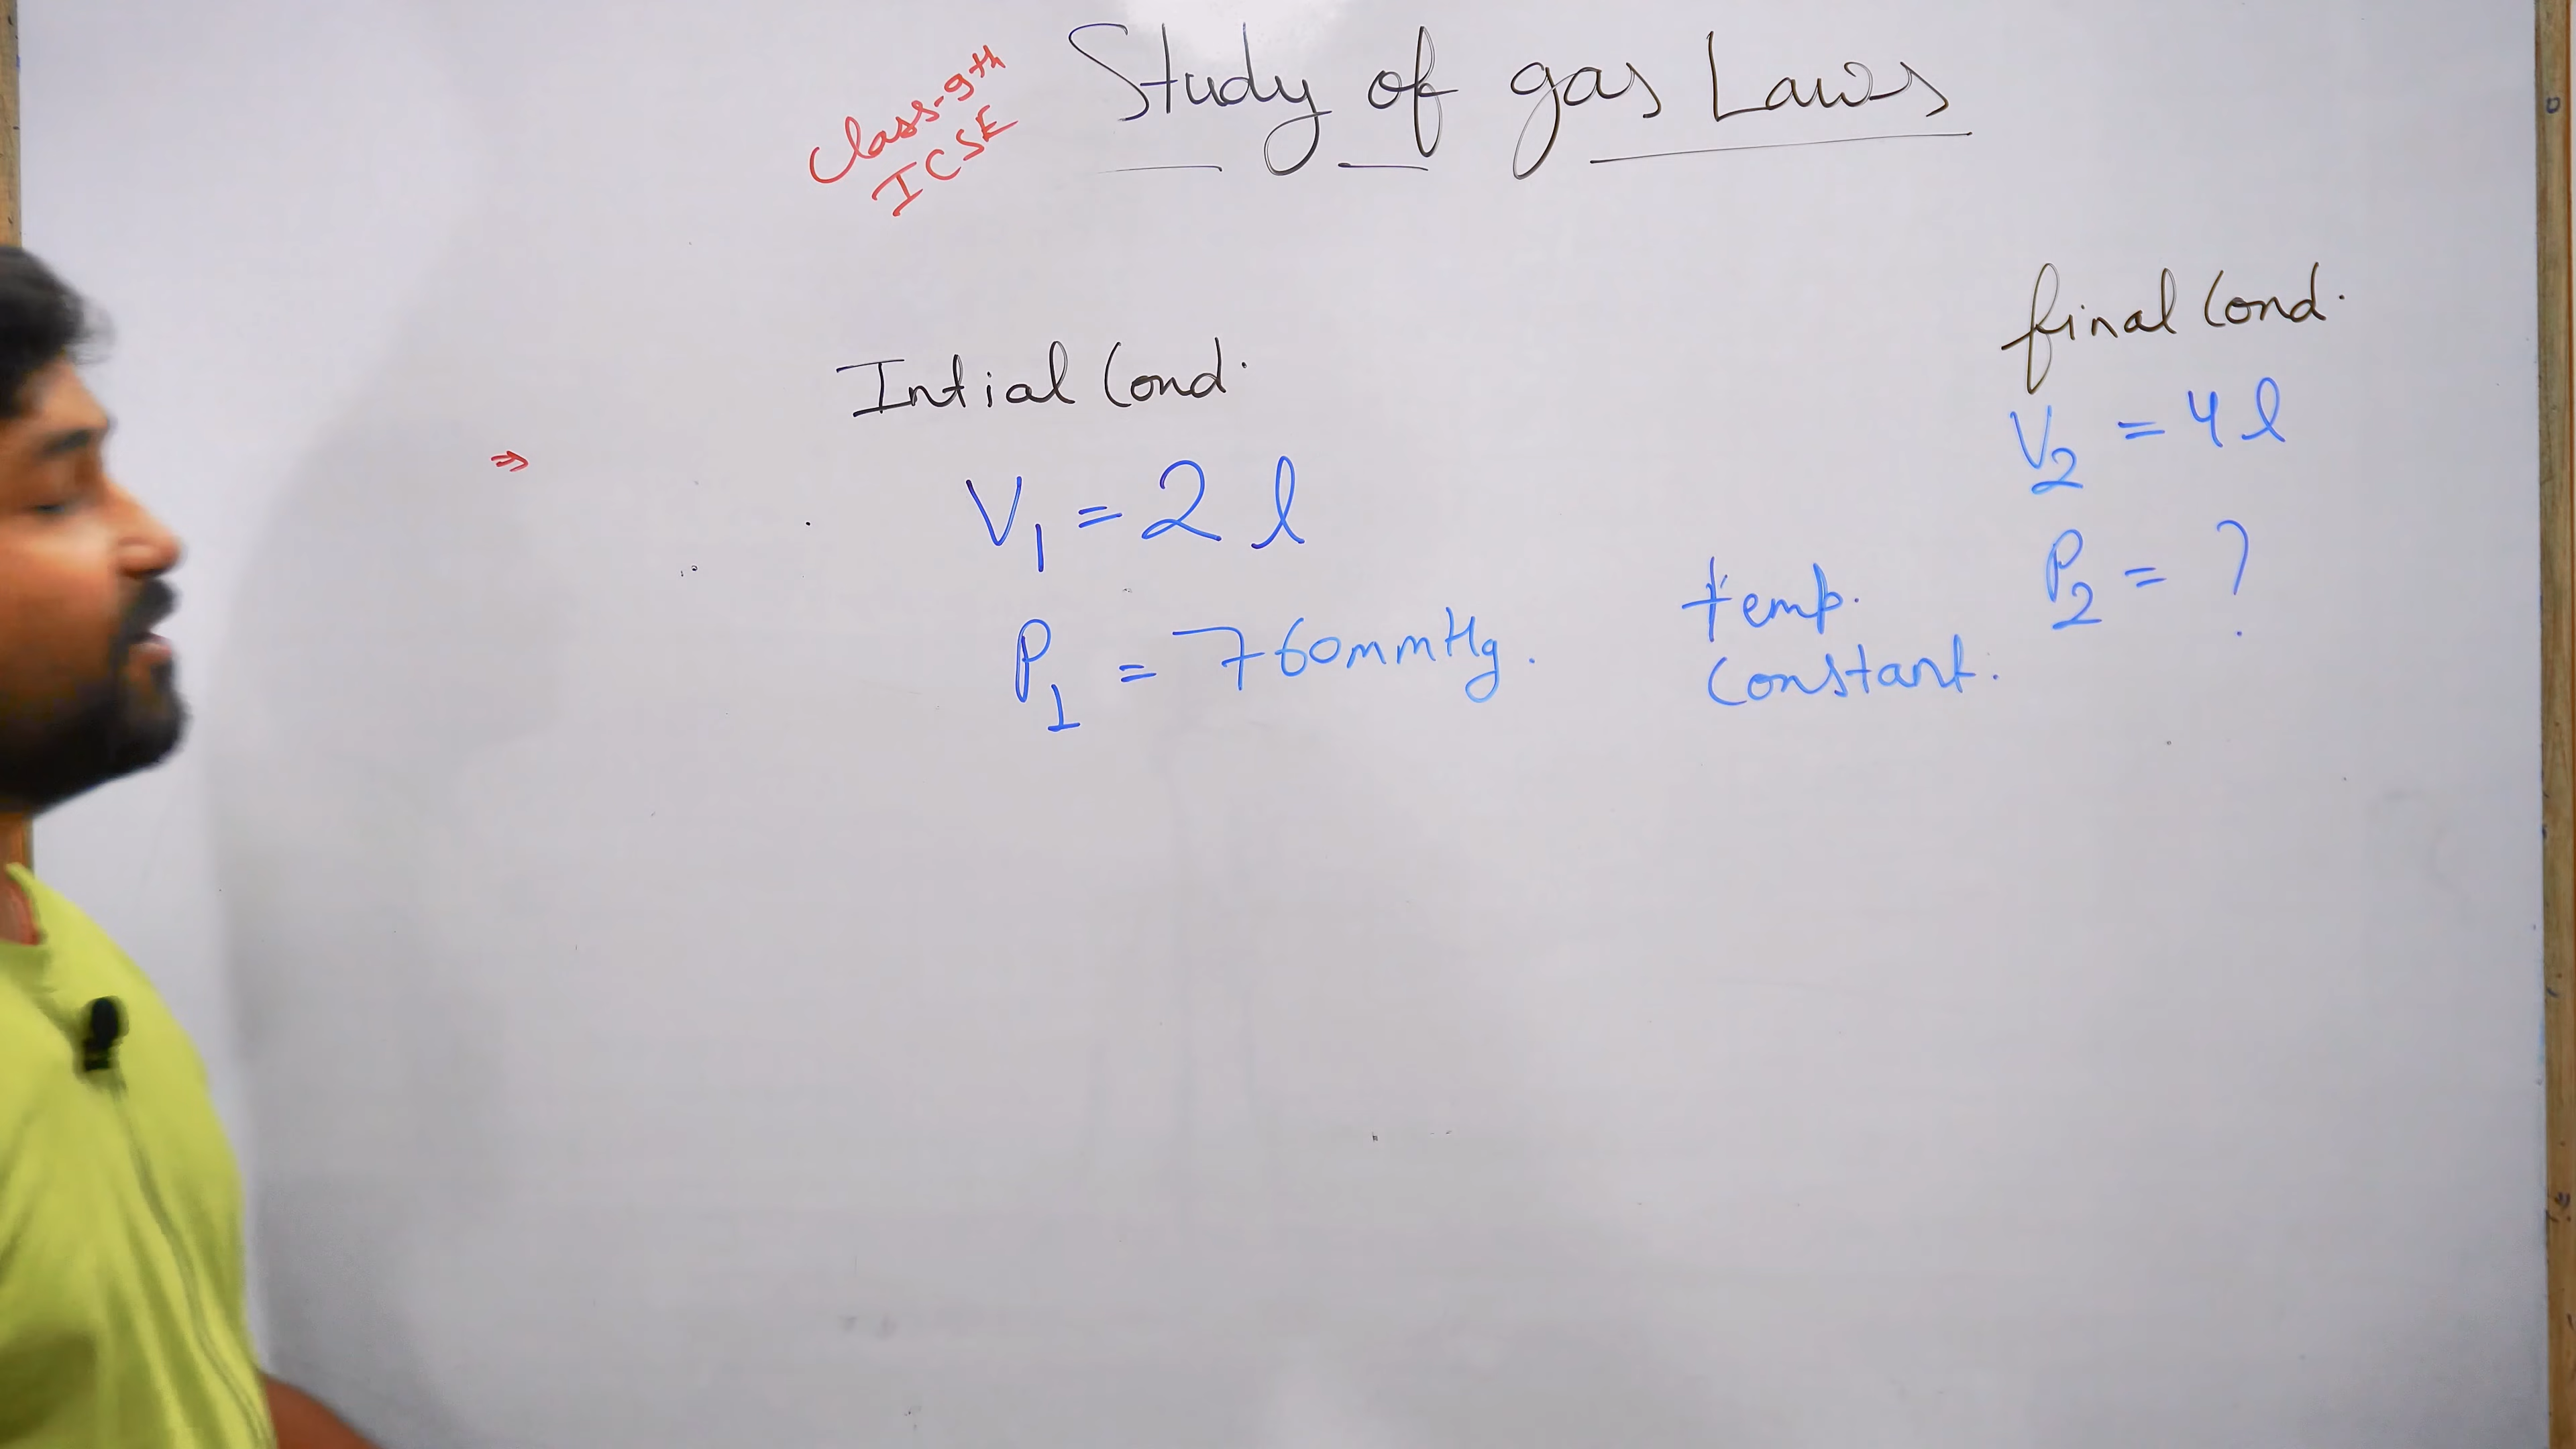 Study of gas Laws
Class-9th
ICSE
Intial Cond.
V₁ = 2 l
P₁ = 760mmHg.
temp.
Constant.
final Cond.
V₂ = 4 l
P₂ = ?